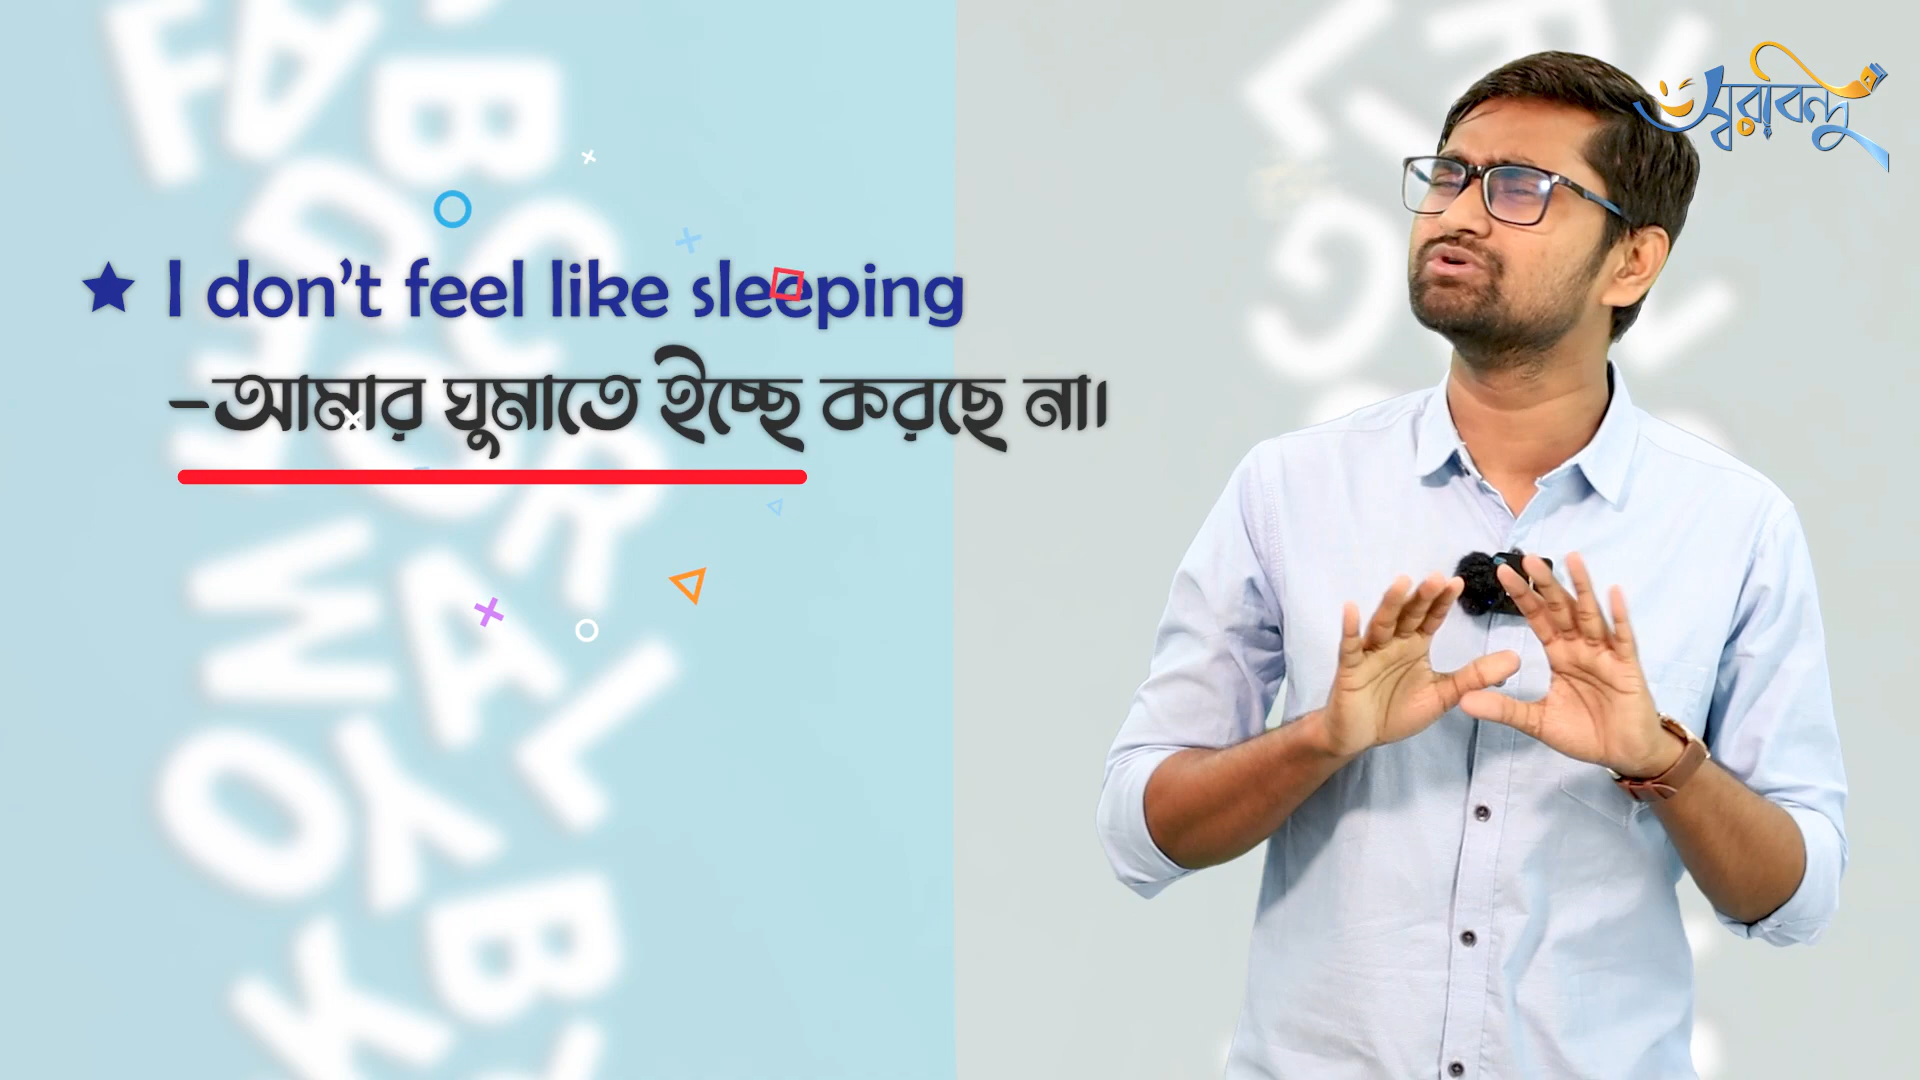 স্বরবিন্দু
I don’t feel like sleeping
–আমার ঘুমাতে ইচ্ছে করছে না।